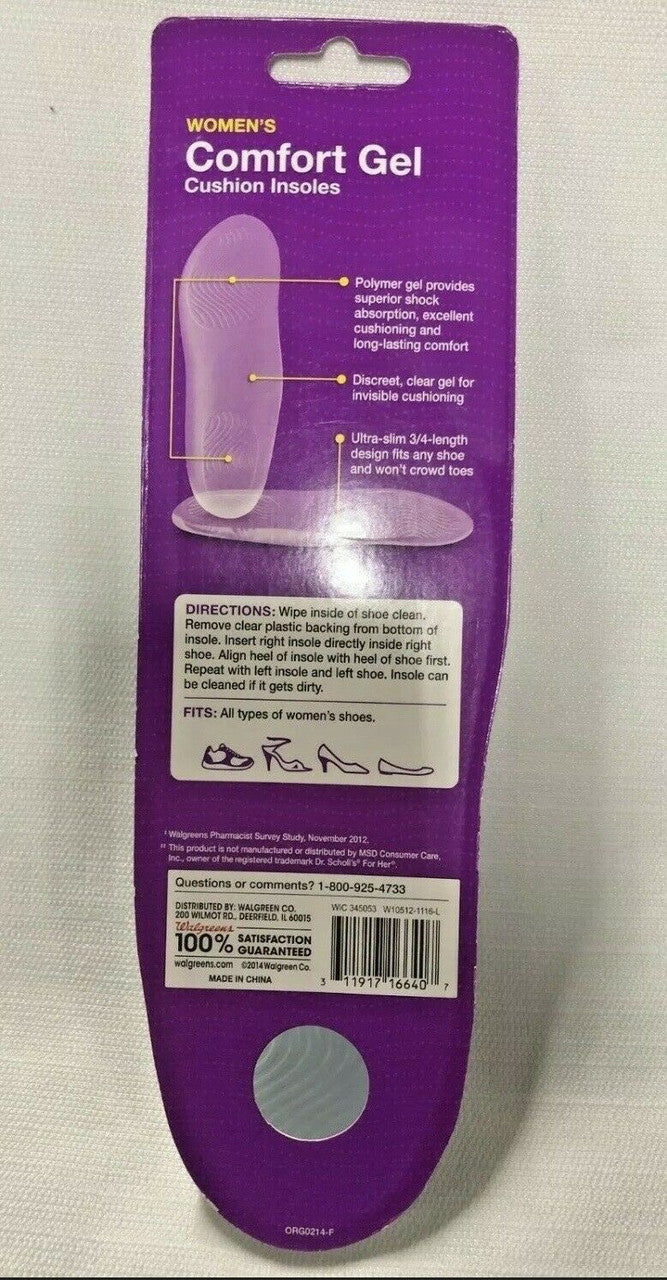 WOMEN'S
Comfort Gel
Cushion Insoles
Polymer gel provides
superior shock
absorption, excellent
cushioning and
long-lasting comfort
Discreet, clear gel for
invisible cushioning
Ultra-slim 3/4-length
design fits any shoe
and won't crowd toes
DIRECTIONS: Wipe inside of shoe clean.
Remove clear plastic backing from bottom of
insole. Insert right insole directly inside right
shoe. Align heel of insole with heel of shoe first.
Repeat with left insole and left shoe. Insole can
be cleaned if it gets dirty.
FITS: All types of women's shoes.
‡ Walgreens Pharmacist Survey Study, November 2012.
†† This product is not manufactured or distributed by MSD Consumer Care,
Inc., owner of the registered trademark Dr. Scholl's® For Her®.
Questions or comments? 1-800-925-4733
DISTRIBUTED BY: WALGREEN CO.
200 WILMOT RD., DEERFIELD, IL 60015
Walgreens
100% SATISFACTION
GUARANTEED
walgreens.com ©2014 Walgreen Co.
MADE IN CHINA
WIC 345053 W10512-1116-L
3 11917 16640 7
ORG0214-F